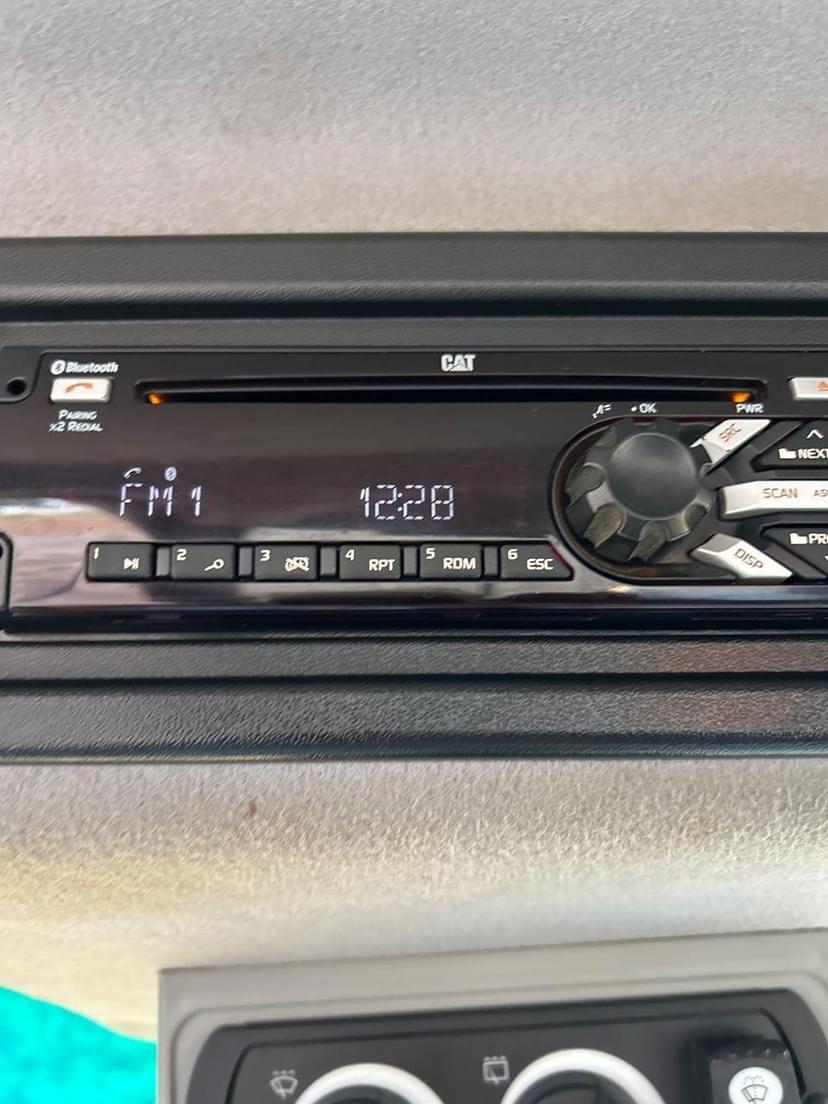 Bluetooth
CAT
PAIRING
x2 REDIAL
• OK
PWR
SRC
NEXT
FM1
12:28
SCAN
1
2
3
4 RPT
5 RDM
6 ESC
DISP